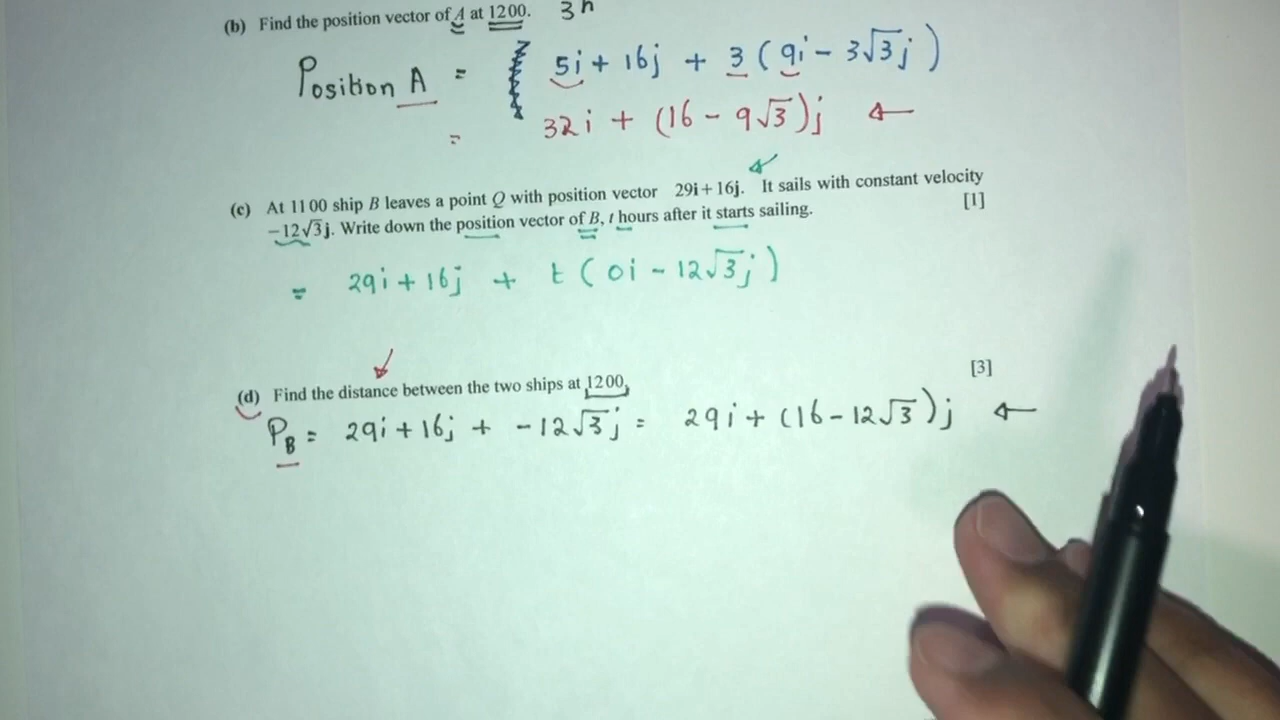 (b) Find the position vector of A at 1200. 3h
Position A = 5i + 16j + 3 ( 9i - 3√3j )
= 32i + (16 - 9√3)j ←
(c) At 1100 ship B leaves a point Q with position vector 29i + 16j. It sails with constant velocity
-12√3j. Write down the position vector of B, t hours after it starts sailing. [1]
= 29i + 16j + t ( 0i - 12√3j )
(d) Find the distance between the two ships at 1200. [3]
P_B = 29i + 16j + -12√3j = 29i + (16 - 12√3)j ←